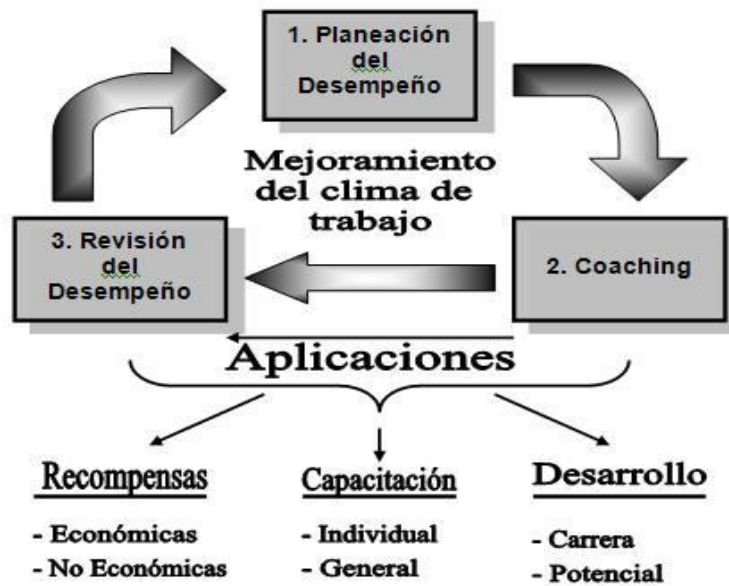 1. Planeación
del
Desempeño
Mejoramiento
del clima de
trabajo
3. Revisión
del
Desempeño
2. Coaching
Aplicaciones
Recompensas
- Económicas
- No Económicas
Capacitación
- Individual
- General
Desarrollo
- Carrera
- Potencial